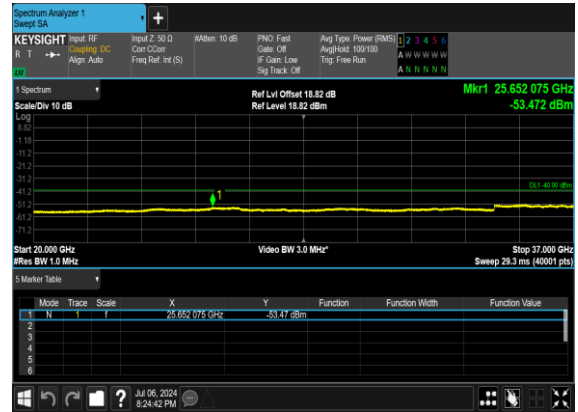 Spectrum Analyzer 1
Swept SA
KEYSIGHT Input: RF Input Z: 50 Ω #Atten: 10 dB PNO: Fast Avg Type: Power (RMS) 1 2 3 4 5 6
R T Coupling: DC Corr CCorr Gate: Off Avg|Hold: 100/100 A W W W W W
Align: Auto Freq Ref: Int (S) IF Gain: Low Trig: Free Run
LXI Sig Track: Off A N N N N N
1 Spectrum Ref Lvl Offset 18.82 dB Mkr1 25.652 075 GHz
Scale/Div 10 dB Ref Level 18.82 dBm -53.472 dBm
Log
8.82
-1.18
-11.2
-21.2
-31.2
-41.2 DL1 -40.00 dBm
1
-51.2
-61.2
-71.2
Start 20.000 GHz Video BW 3.0 MHz* Stop 37.000 GHz
#Res BW 1.0 MHz Sweep 29.3 ms (40001 pts)
5 Marker Table
Mode Trace Scale X Y Function Function Width Function Value
1 N 1 f 25.652 075 GHz -53.47 dBm
2
3
4
5
6
? Jul 06, 2024
8:24:42 PM